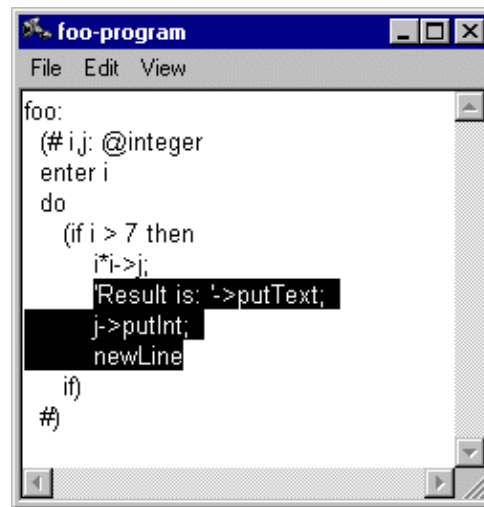 foo-program
File Edit View
foo:
(# i,j: @integer
enter i
do
(if i > 7 then
i*i->j;
'Result is: '->putText;
j->putInt;
newLine
if)
#)